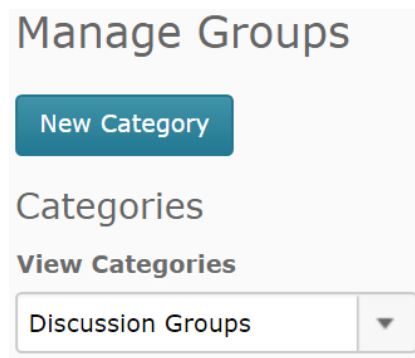 Manage Groups
New Category
Categories
View Categories
Discussion Groups